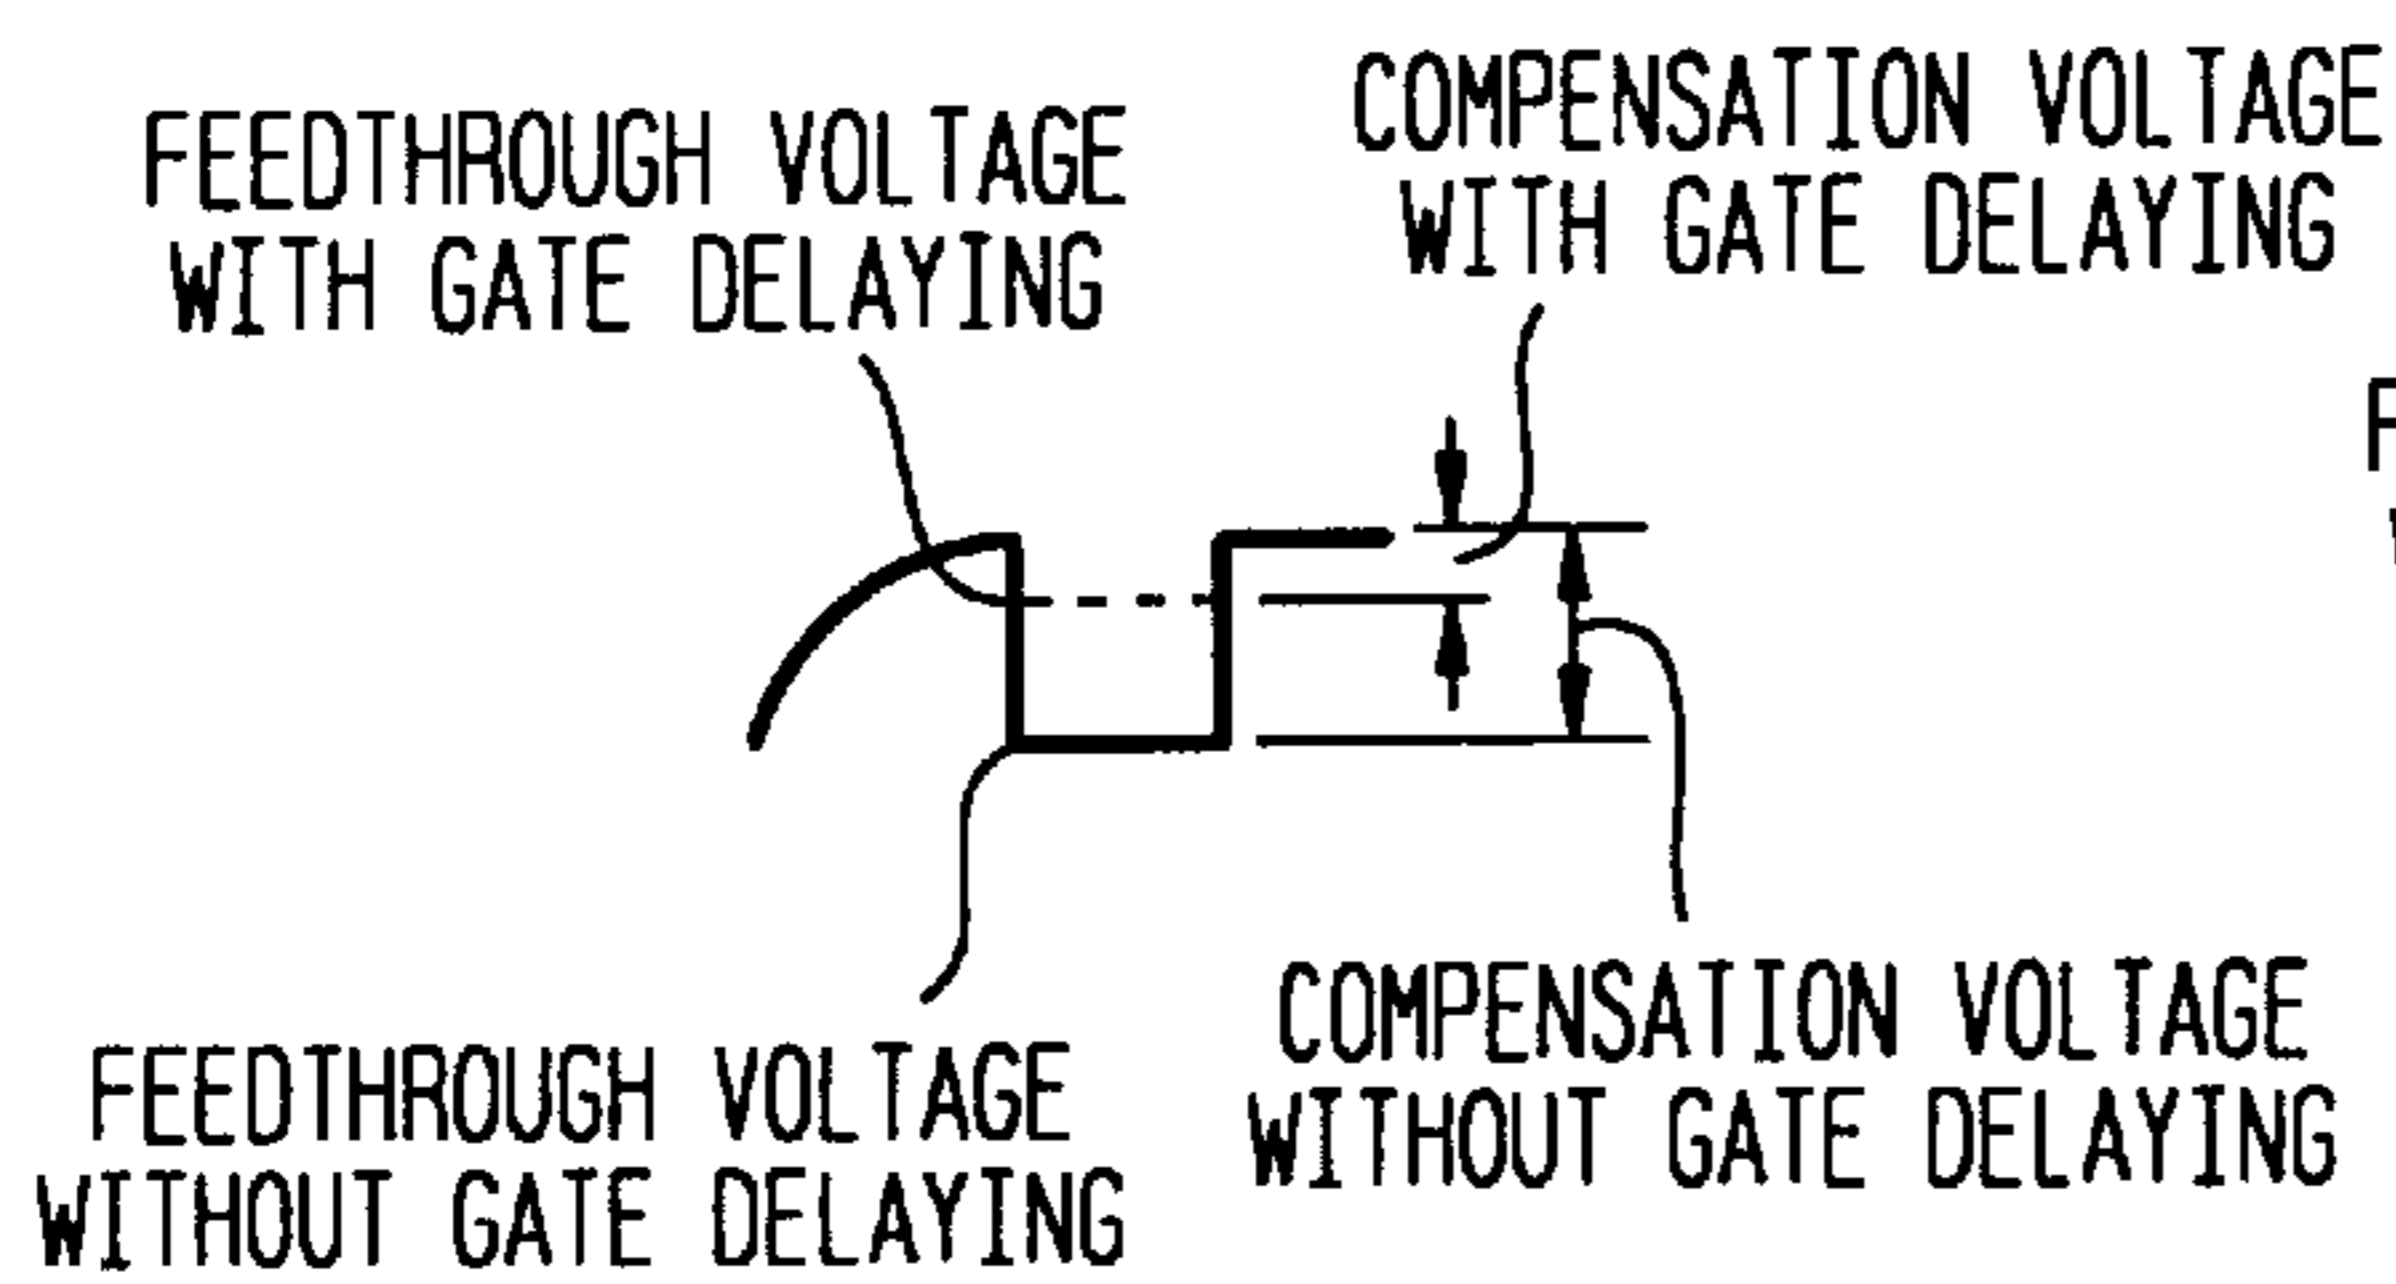 FEEDTHROUGH VOLTAGE
WITH GATE DELAYING
COMPENSATION VOLTAGE
WITH GATE DELAYING
FEEDTHROUGH VOLTAGE
WITHOUT GATE DELAYING
COMPENSATION VOLTAGE
WITHOUT GATE DELAYING